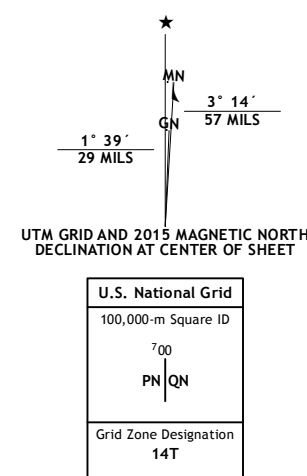 ★
MN
3° 14´
57 MILS
GN
1° 39´
29 MILS
UTM GRID AND 2015 MAGNETIC NORTH
DECLINATION AT CENTER OF SHEET
U.S. National Grid
100,000-m Square ID
⁷00
PN QN
Grid Zone Designation
14T